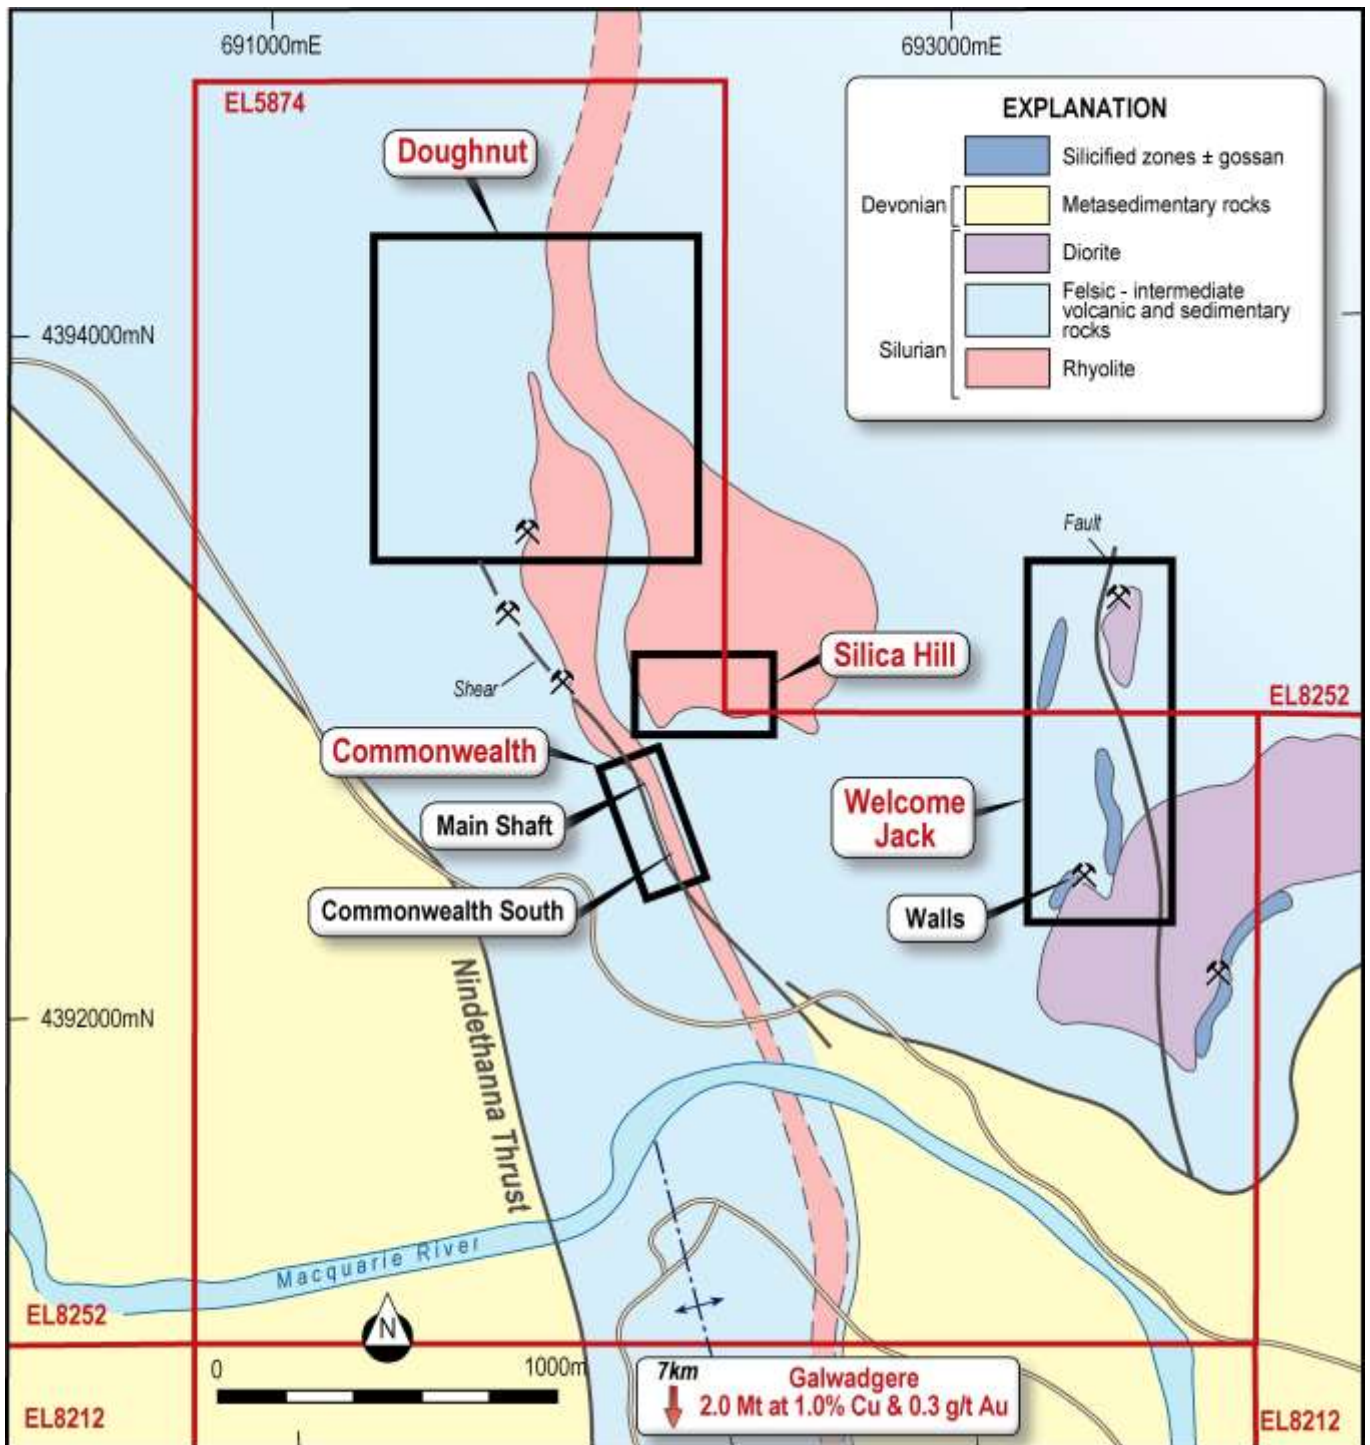 691000mE
693000mE
EL5874
EXPLANATION
Silicified zones ± gossan
Devonian
Metasedimentary rocks
Diorite
Felsic - intermediate
volcanic and sedimentary
rocks
Silurian
Rhyolite
Doughnut
4394000mN
Fault
Silica Hill
Shear
EL8252
Commonwealth
Main Shaft
Welcome
Jack
Commonwealth South
Walls
Nindethanna Thrust
4392000mN
Macquarie River
EL8252
N
0
1000m
7km
Galwadgere
2.0 Mt at 1.0% Cu & 0.3 g/t Au
EL8212
EL8212